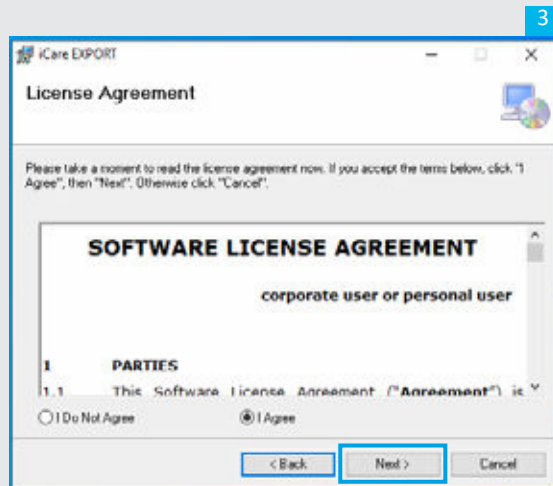 3
iCare EXPORT
License Agreement
Please take a moment to read the license agreement now. If you accept the terms below, click "I
Agree", then "Next". Otherwise click "Cancel".
SOFTWARE LICENSE AGREEMENT
corporate user or personal user
1 PARTIES
1.1 This Software License Agreement ("Agreement") is
I Do Not Agree I Agree
< Back Next > Cancel